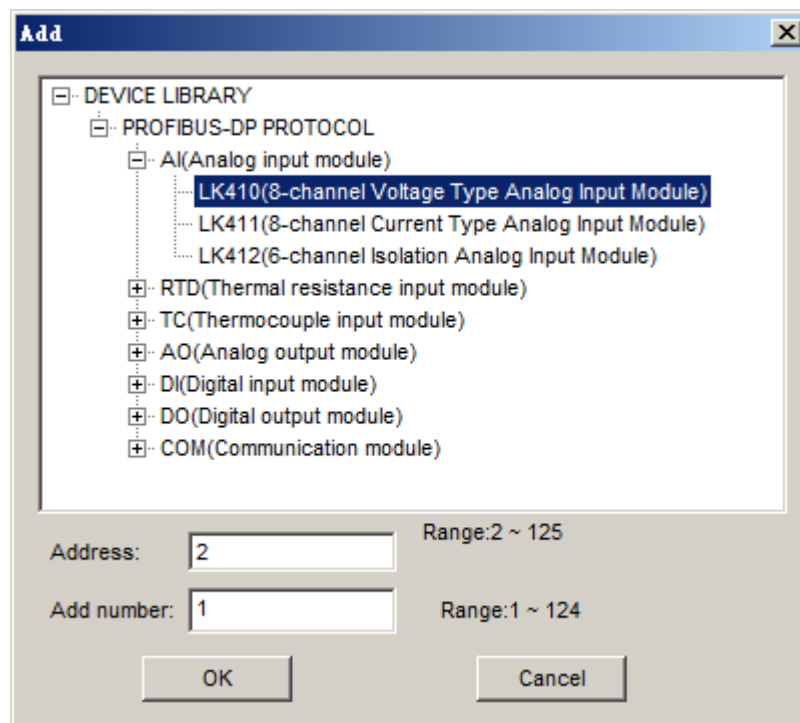 Add
DEVICE LIBRARY
PROFIBUS-DP PROTOCOL
AI(Analog input module)
LK410(8-channel Voltage Type Analog Input Module)
LK411(8-channel Current Type Analog Input Module)
LK412(6-channel Isolation Analog Input Module)
RTD(Thermal resistance input module)
TC(Thermocouple input module)
AO(Analog output module)
DI(Digital input module)
DO(Digital output module)
COM(Communication module)
Address: 2 Range:2 ~ 125
Add number: 1 Range:1 ~ 124
OK Cancel